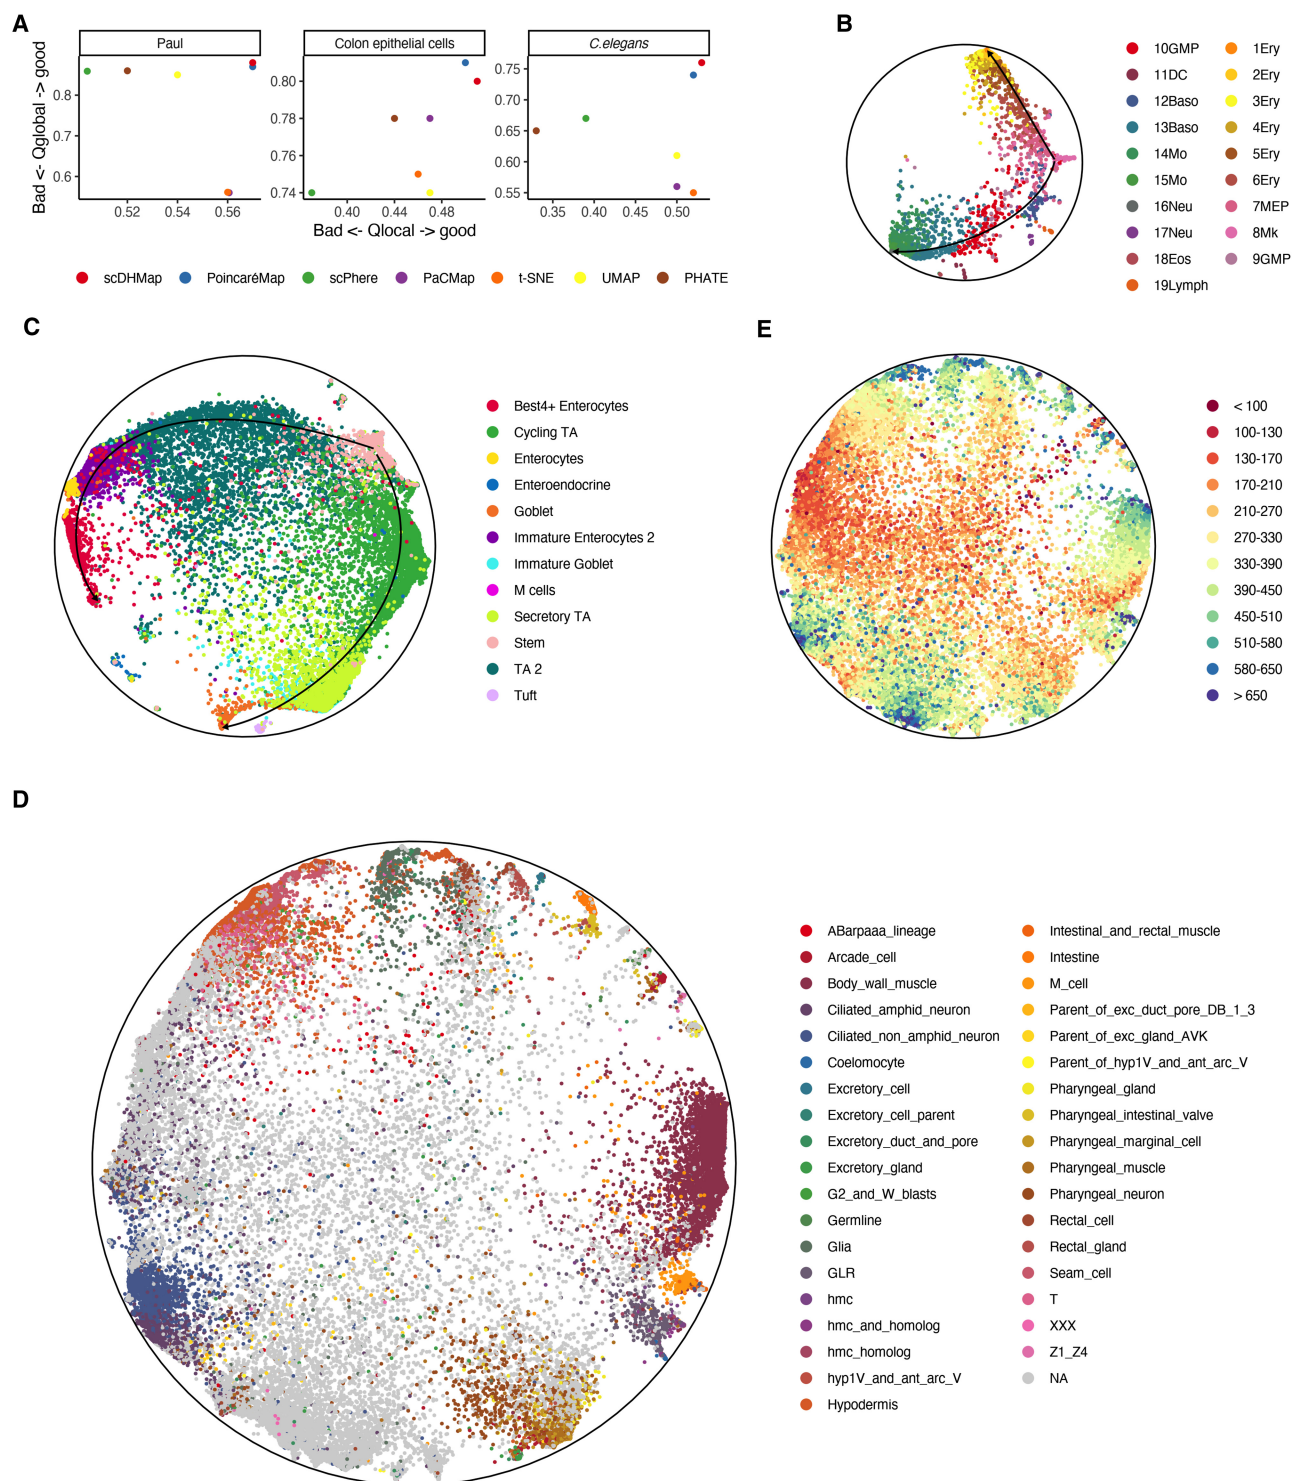 A
Paul
Colon epithelial cells
C.elegans
Bad <- Qglobal -> good
0.8
0.7
0.6
0.52
0.54
0.56
0.80
0.78
0.76
0.74
0.40
0.44
0.48
0.75
0.70
0.65
0.60
0.55
0.35
0.40
0.45
0.50
Bad <- Qlocal -> good
scDHMap
PoincaréMap
scPhere
PaCMap
t-SNE
UMAP
PHATE
B
10GMP
11DC
12Baso
13Baso
14Mo
15Mo
16Neu
17Neu
18Eos
19Lymph
1Ery
2Ery
3Ery
4Ery
5Ery
6Ery
7MEP
8Mk
9GMP
C
Best4+ Enterocytes
Cycling TA
Enterocytes
Enteroendocrine
Goblet
Immature Enterocytes 2
Immature Goblet
M cells
Secretory TA
Stem
TA 2
Tuft
E
< 100
100-130
130-170
170-210
210-270
270-330
330-390
390-450
450-510
510-580
580-650
> 650
D
ABarpaaa_lineage
Arcade_cell
Body_wall_muscle
Ciliated_amphid_neuron
Ciliated_non_amphid_neuron
Coelomocyte
Excretory_cell
Excretory_cell_parent
Excretory_duct_and_pore
Excretory_gland
G2_and_W_blasts
Germline
Glia
GLR
hmc
hmc_and_homolog
hmc_homolog
hyp1V_and_ant_arc_V
Hypodermis
Intestinal_and_rectal_muscle
Intestine
M_cell
Parent_of_exc_duct_pore_DB_1_3
Parent_of_exc_gland_AVK
Parent_of_hyp1V_and_ant_arc_V
Pharyngeal_gland
Pharyngeal_intestinal_valve
Pharyngeal_marginal_cell
Pharyngeal_muscle
Pharyngeal_neuron
Rectal_cell
Rectal_gland
Seam_cell
T
XXX
Z1_Z4
NA